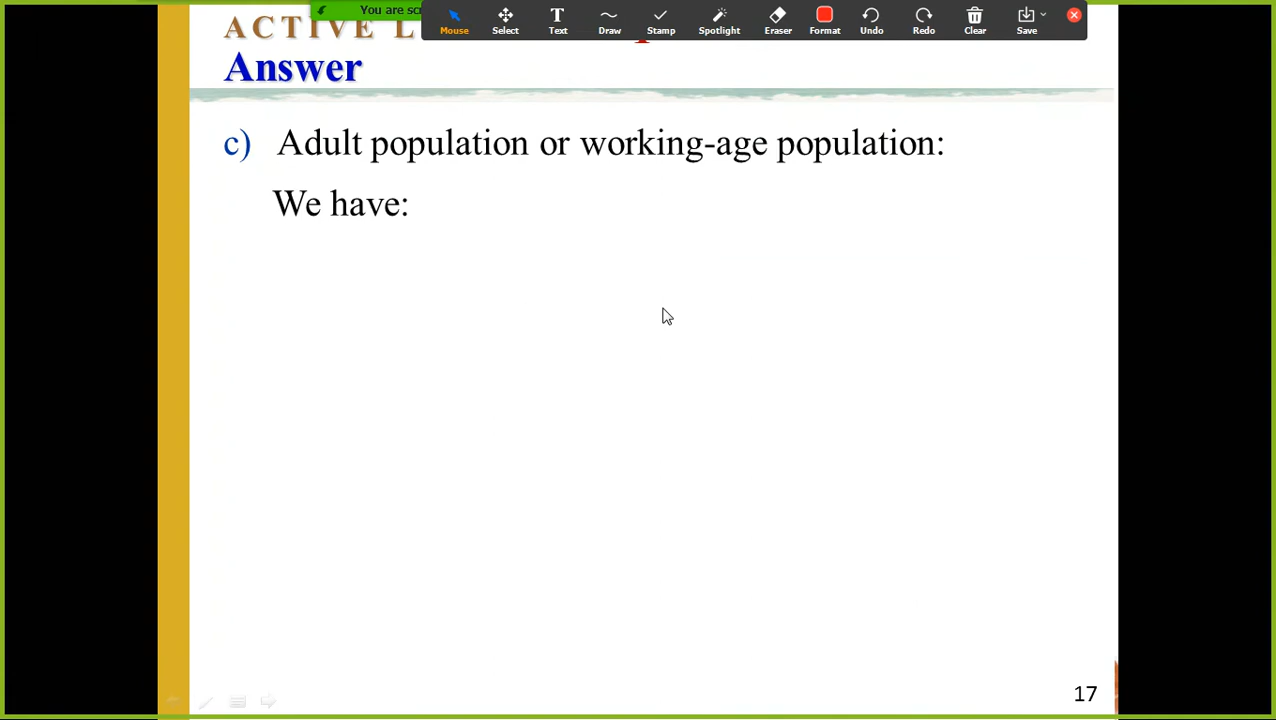 You are scr
Mouse Select Text Draw Stamp Spotlight Eraser Format Undo Redo Clear Save
ACTIVE L
Answer
c) Adult population or working-age population:
We have:
17